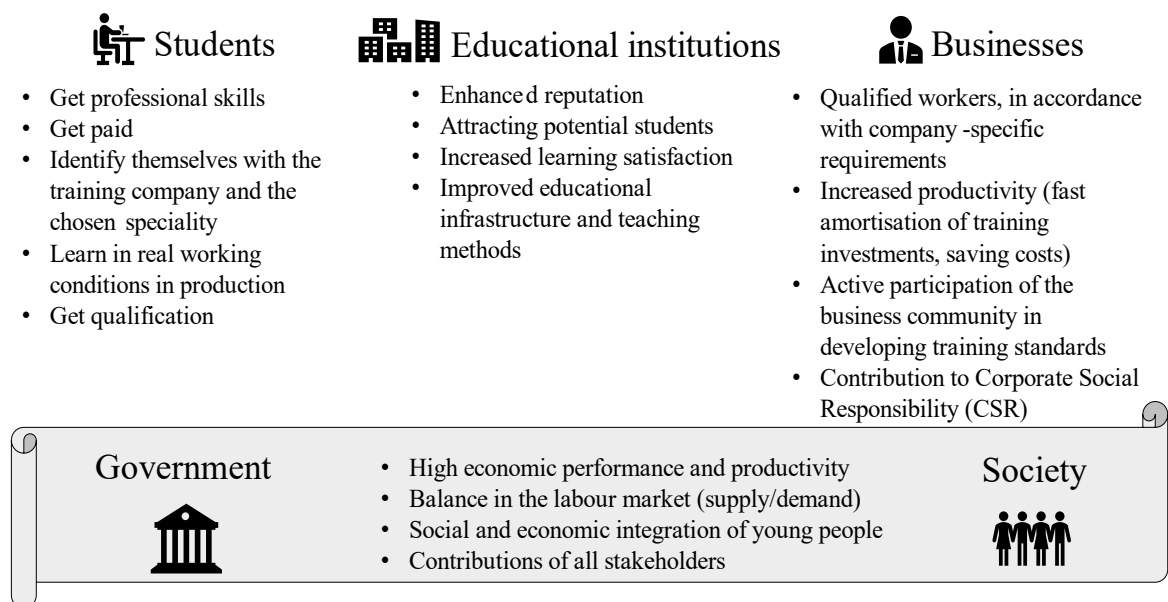 Students
• Get professional skills
• Get paid
• Identify themselves with the
training company and the
chosen speciality
• Learn in real working
conditions in production
• Get qualification
Educational institutions
• Enhanced reputation
• Attracting potential students
• Increased learning satisfaction
• Improved educational
infrastructure and teaching
methods
Businesses
• Qualified workers, in accordance
with company -specific
requirements
• Increased productivity (fast
amortisation of training
investments, saving costs)
• Active participation of the
business community in
developing training standards
• Contribution to Corporate Social
Responsibility (CSR)
Government
• High economic performance and productivity
• Balance in the labour market (supply/demand)
• Social and economic integration of young people
• Contributions of all stakeholders
Society